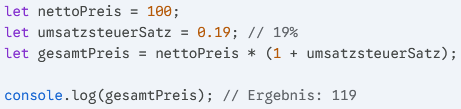 let nettoPreis = 100;
let umsatzsteuerSatz = 0.19; // 19%
let gesamtPreis = nettoPreis * (1 + umsatzsteuerSatz);
console.log(gesamtPreis); // Ergebnis: 119